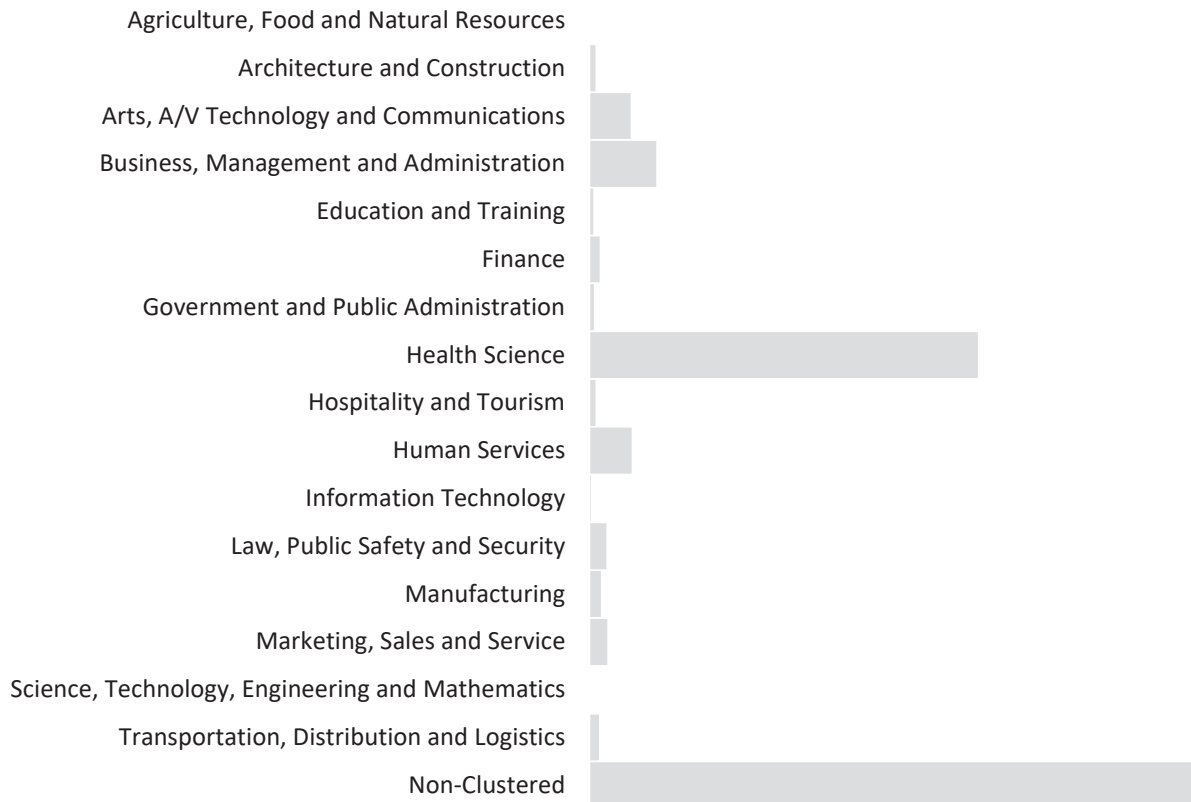 Agriculture, Food and Natural Resources
Architecture and Construction
Arts, A/V Technology and Communications
Business, Management and Administration
Education and Training
Finance
Government and Public Administration
Health Science
Hospitality and Tourism
Human Services
Information Technology
Law, Public Safety and Security
Manufacturing
Marketing, Sales and Service
Science, Technology, Engineering and Mathematics
Transportation, Distribution and Logistics
Non-Clustered